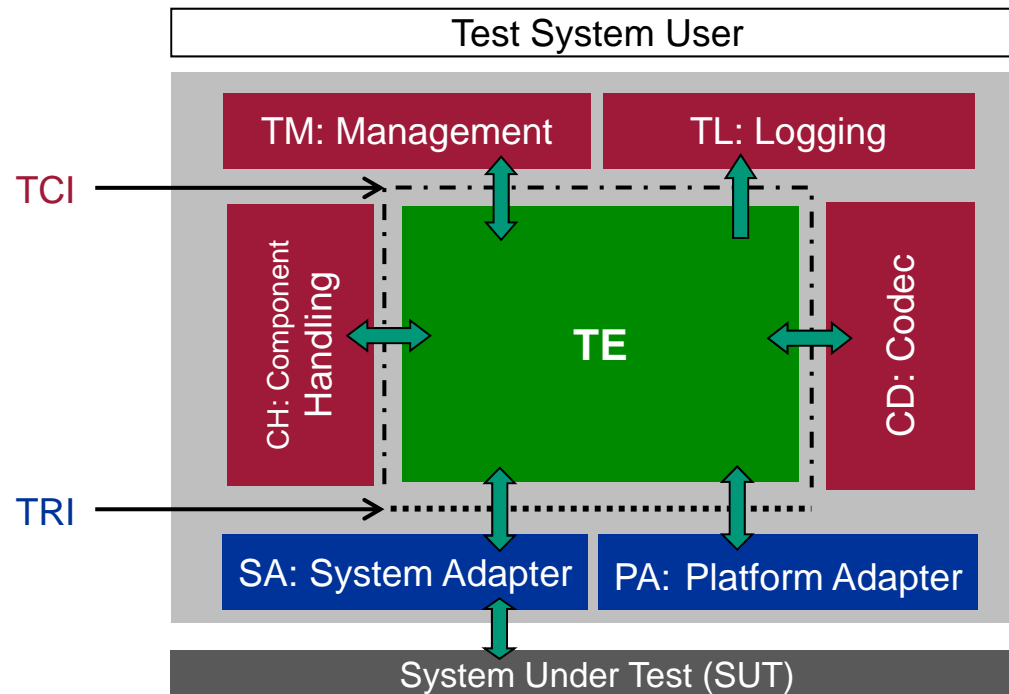 Test System User
TM: Management
TL: Logging
TCI
CH: Component
Handling
TE
CD: Codec
TRI
SA: System Adapter
PA: Platform Adapter
System Under Test (SUT)